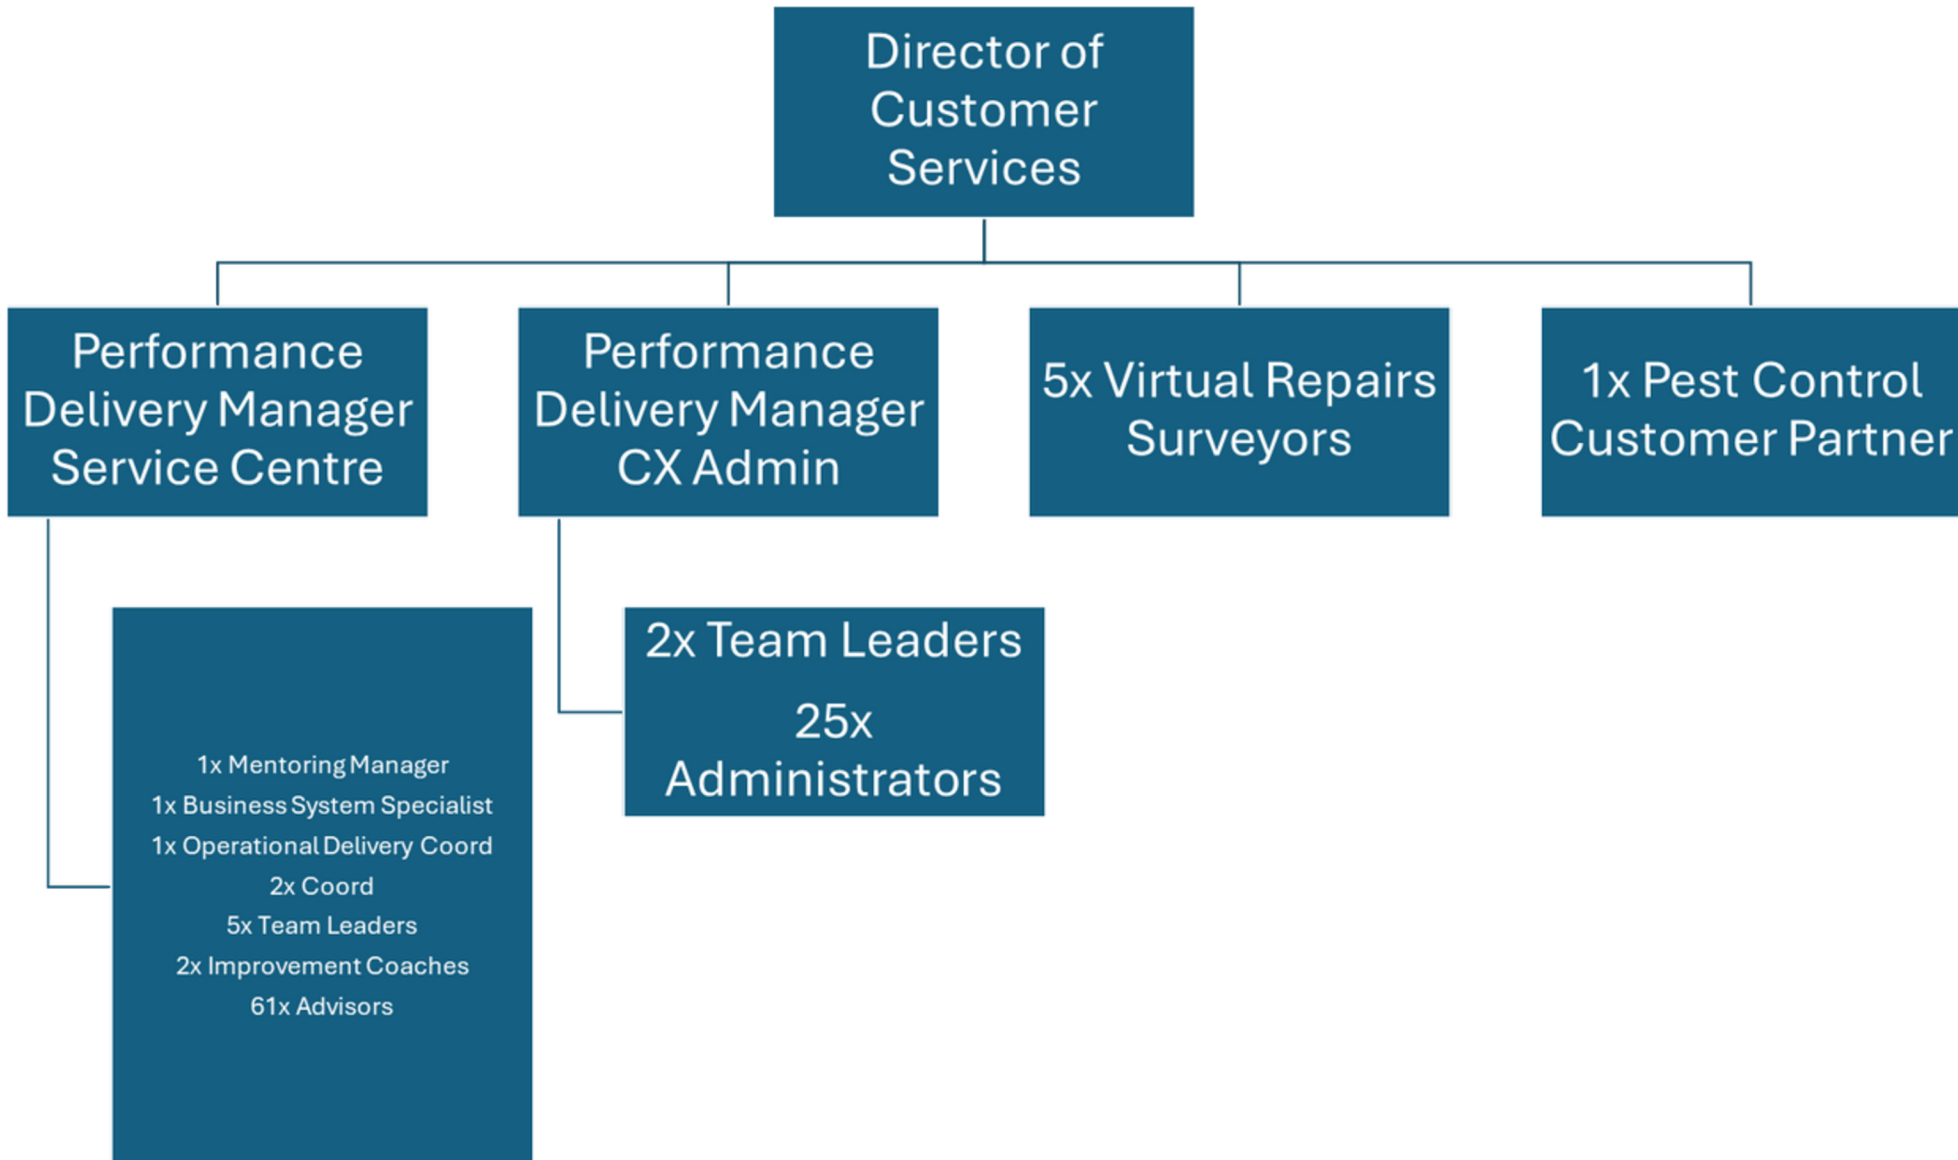 Director of
Customer
Services
Performance
Delivery Manager
Service Centre
Performance
Delivery Manager
CX Admin
5x Virtual Repairs
Surveyors
1x Pest Control
Customer Partner
1x Mentoring Manager
1x Business System Specialist
1x Operational Delivery Coord
2x Coord
5x Team Leaders
2x Improvement Coaches
61x Advisors
2x Team Leaders
25x
Administrators